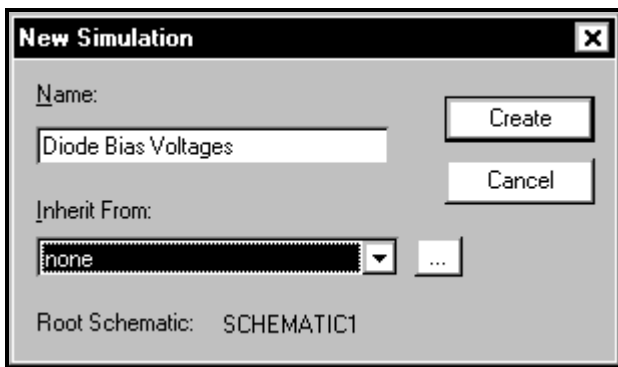 New Simulation
Name:
Create
Diode Bias Voltages
Cancel
Inherit From:
none
...
Root Schematic: SCHEMATIC1